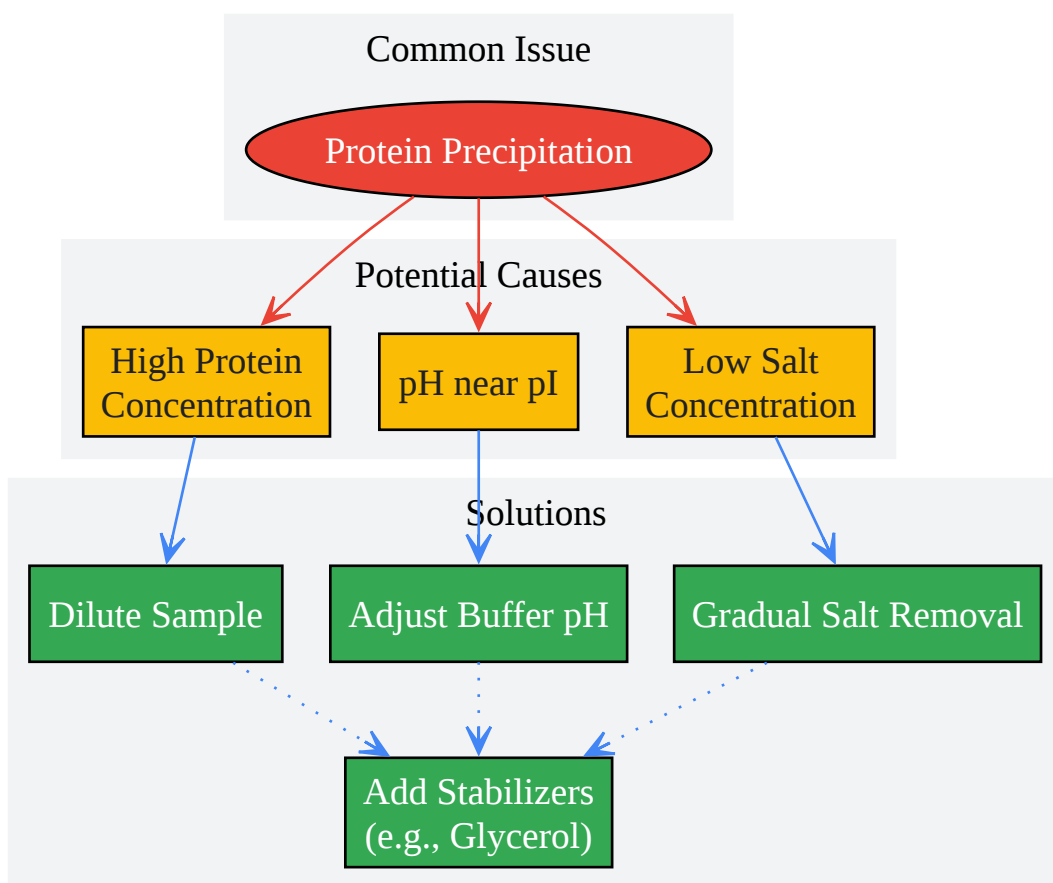 Common Issue
Protein Precipitation
Potential Causes
High Protein
Concentration
pH near pI
Low Salt
Concentration
Solutions
Dilute Sample
Adjust Buffer pH
Gradual Salt Removal
Add Stabilizers
(e.g., Glycerol)